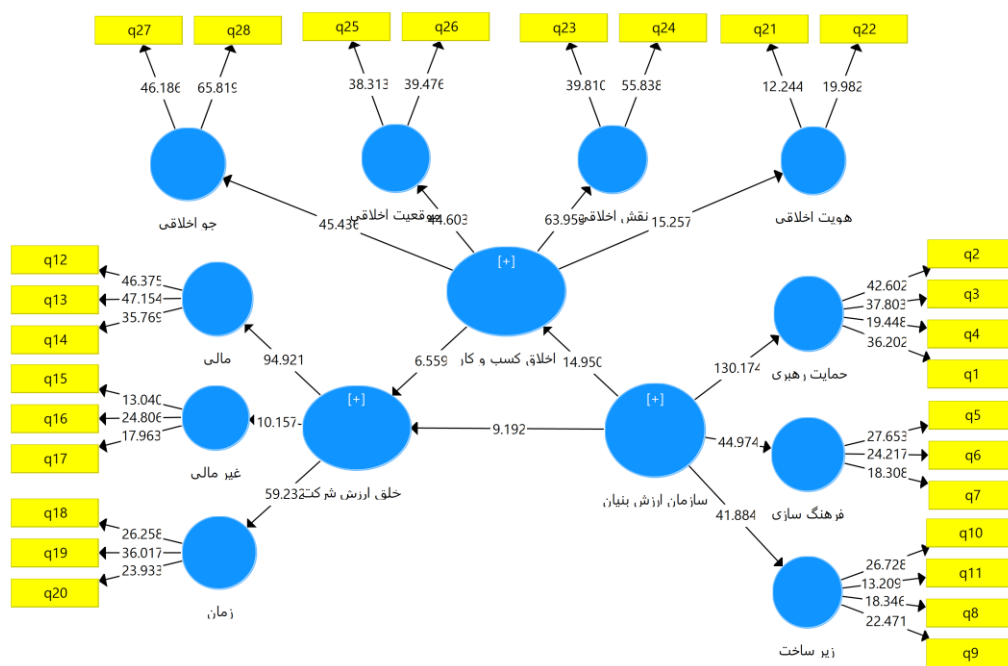 q27
q28
q25
q26
q23
q24
q21
q22
46.186
65.819
38.313
39.476
39.810
55.838
12.244
19.982
جو اخلاقی
موقعیت اخلاقی
نقش اخلاقی
هویت اخلاقی
45.436
44.603
63.959
15.257
[+]
اخلاق کسب و کار
q12
q13
q14
46.375
47.154
35.769
مالی
94.921
6.559
14.950
q15
q16
q17
13.040
24.806
17.963
غیر مالی
10.157
[+]
خلق ارزش شرکت
9.192
[+]
سازمان ارزش بنیان
59.232
q18
q19
q20
26.258
36.017
23.933
زمان
130.174
حمایت رهبری
42.602
37.803
19.448
36.202
q2
q3
q4
q1
44.974
فرهنگ سازی
27.653
24.217
18.308
q5
q6
q7
41.884
زیر ساخت
26.728
13.209
18.346
22.471
q10
q11
q8
q9